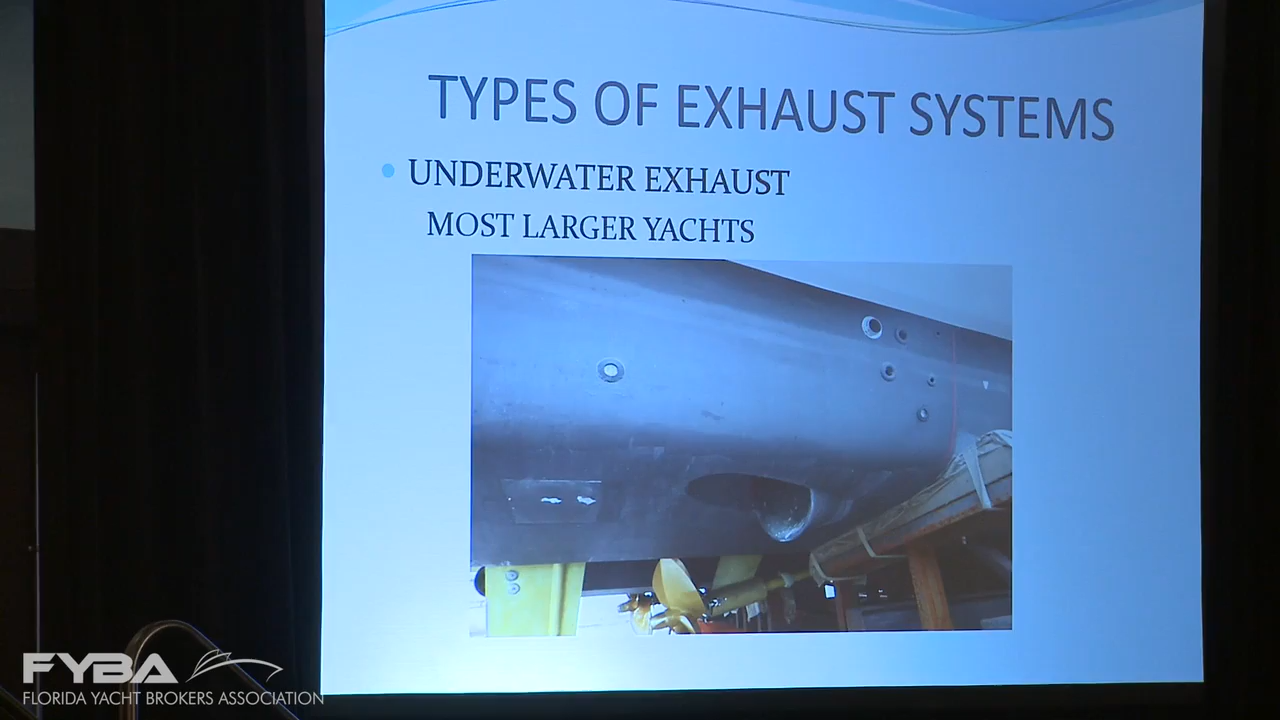 TYPES OF EXHAUST SYSTEMS
UNDERWATER EXHAUST
MOST LARGER YACHTS
FYBA
FLORIDA YACHT BROKERS ASSOCIATION